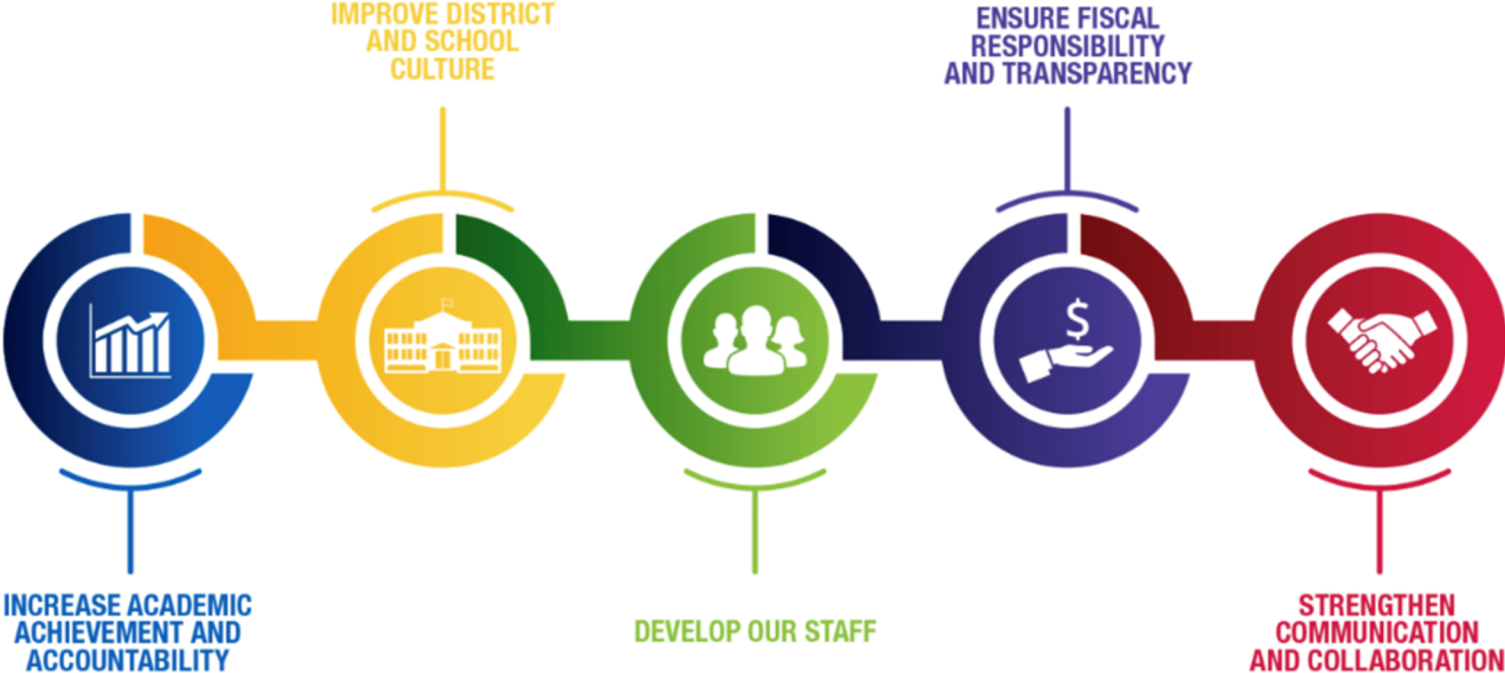 IMPROVE DISTRICT
AND SCHOOL
CULTURE
ENSURE FISCAL
RESPONSIBILITY
AND TRANSPARENCY
$
INCREASE ACADEMIC
ACHIEVEMENT AND
ACCOUNTABILITY
DEVELOP OUR STAFF
STRENGTHEN
COMMUNICATION
AND COLLABORATION